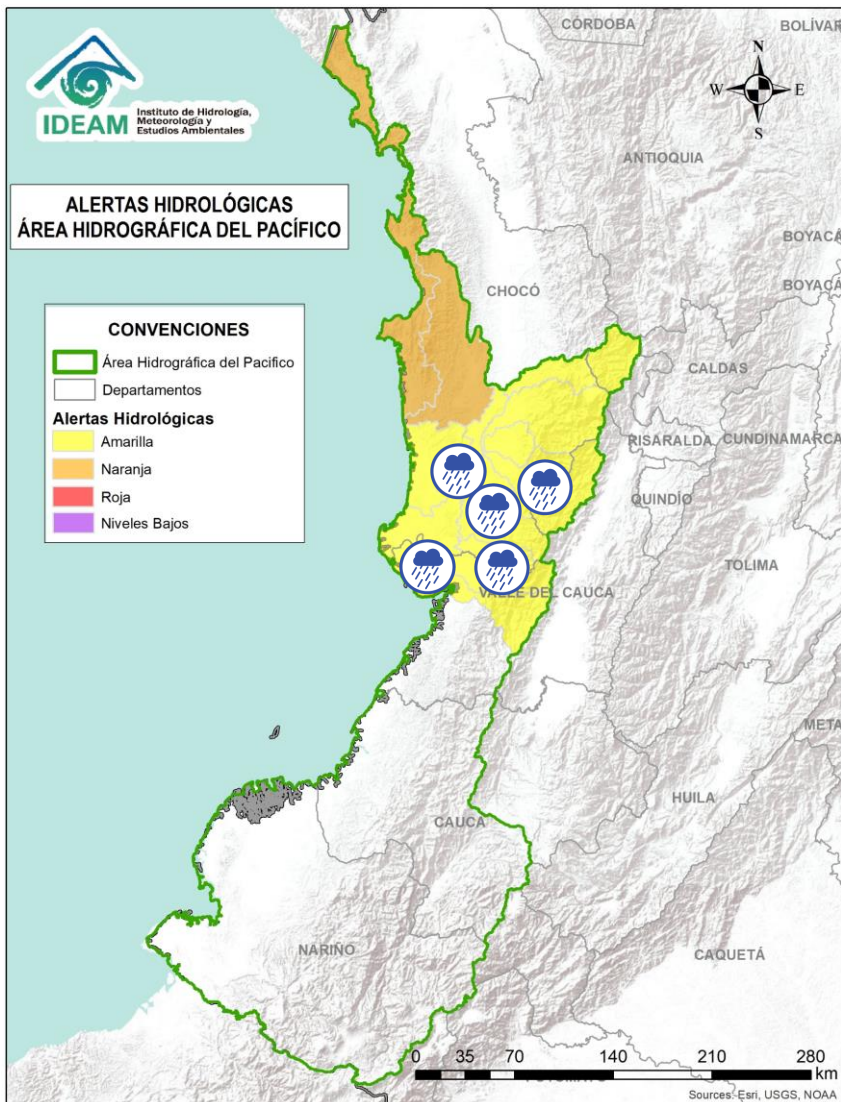 CÓRDOBA
BOLÍVAR
IDEAM
Instituto de Hidrología,
Meteorología y
Estudios Ambientales
N
W
E
S
ANTIOQUIA
ALERTAS HIDROLÓGICAS
ÁREA HIDROGRÁFICA DEL PACÍFICO
BOYACÁ
BOYACÁ
CHOCÓ
CONVENCIONES
Área Hidrográfica del Pacifico
Departamentos
Alertas Hidrológicas
Amarilla
Naranja
Roja
Niveles Bajos
CALDAS
RISARALDA
CUNDINAMARCA
QUINDÍO
TOLIMA
VALLE DEL CAUCA
META
HUILA
CAUCA
NARIÑO
CAQUETÁ
0 35 70 140 210 280
km
Sources: Esri, USGS, NOAA